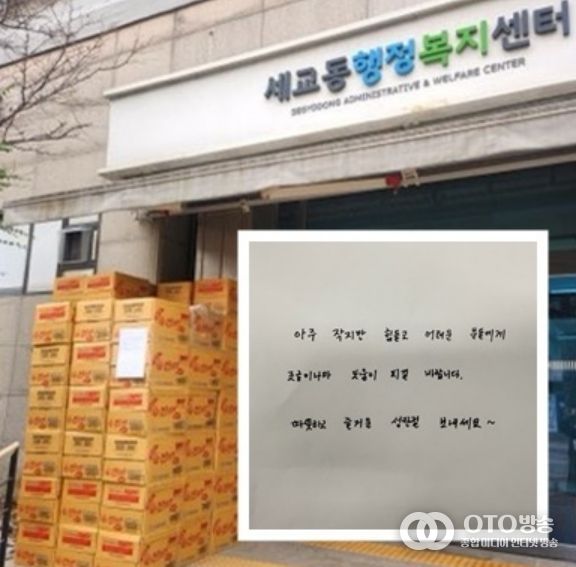 세교동행정복지센터
SEGYODONG ADMINISTRATIVE & WELFARE CENTER
아주 작지만 힘들고 어려운 분들에게
조금이나마 보탬이 되길 바랍니다.
따뜻하고 즐거운 성탄절 보내세요~
OTO방송
종합미디어 인터넷 방송